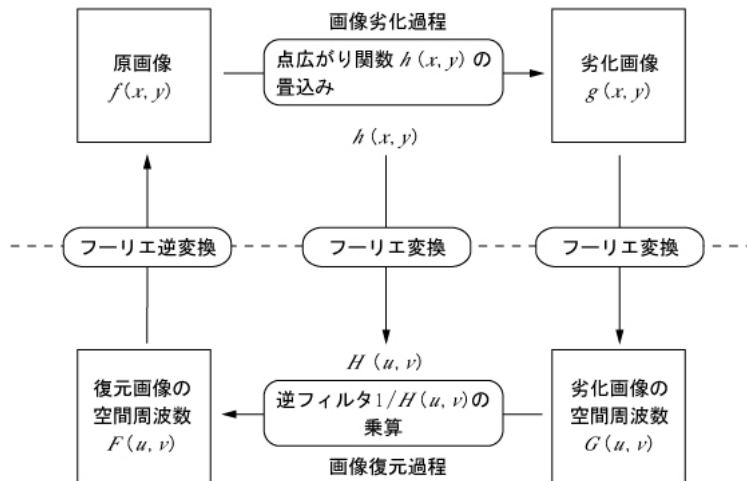 画像劣化過程
原画像
f(x, y)
点広がり関数 h(x, y) の
畳込み
劣化画像
g(x, y)
h(x, y)
フーリエ逆変換
フーリエ変換
フーリエ変換
H(u, v)
復元画像の
空間周波数
F(u, v)
逆フィルタ1/H(u, v)の
乗算
劣化画像の
空間周波数
G(u, v)
画像復元過程